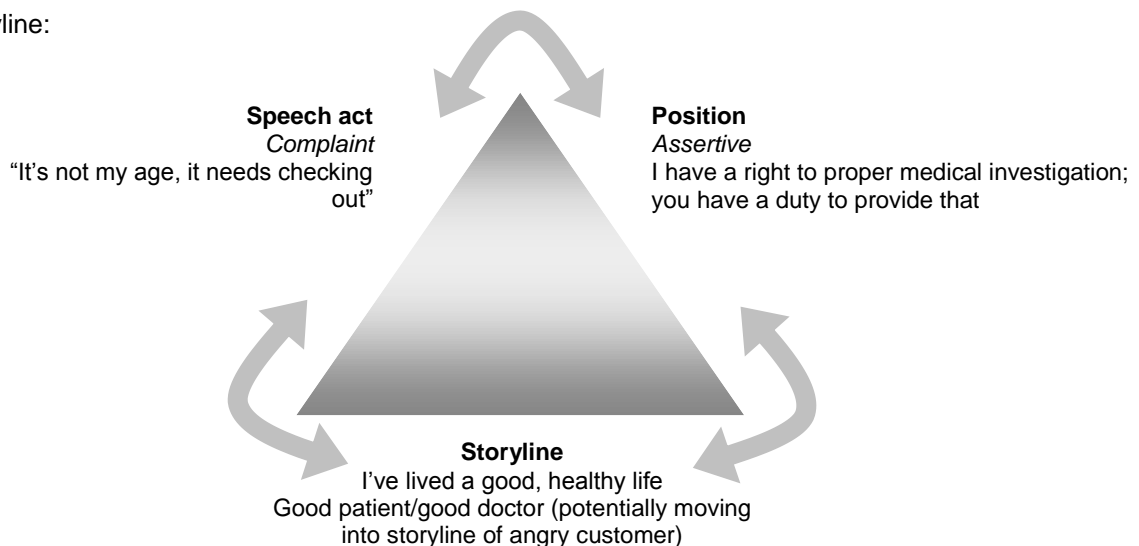 line:
Speech act
Complaint
“It’s not my age, it needs checking
out”
Position
Assertive
I have a right to proper medical investigation;
you have a duty to provide that
Storyline
I’ve lived a good, healthy life
Good patient/good doctor (potentially moving
into storyline of angry customer)